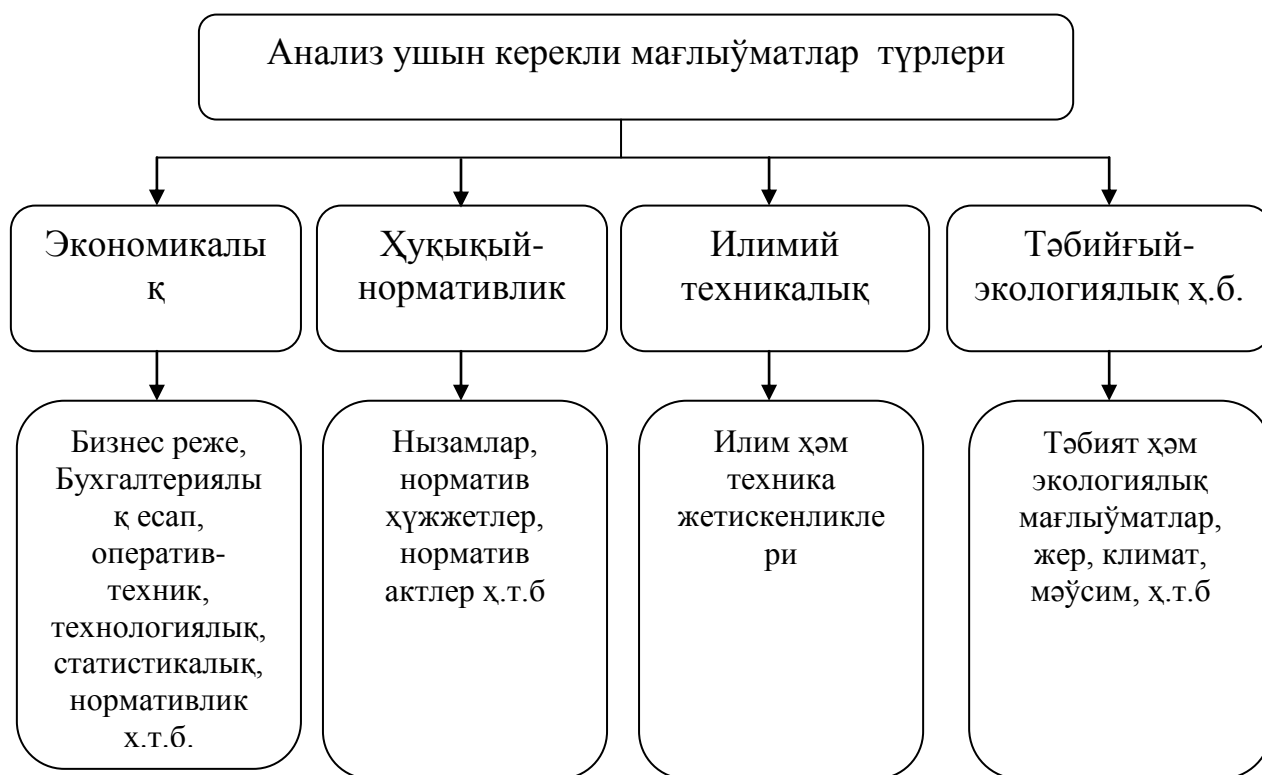 Анализ ушын керекли мағлыўматлар түрлери
Экономикалы
қ
Ҳуқықый-
нормативлик
Илимий
техникалық
Тәбийғый-
экологиялық ҳ.б.
Бизнес реже,
Бухгалтериялы
қ есап,
оператив-
техник,
технологиялық,
статистикалық,
нормативлик
ҳ.т.б.
Нызамлар,
норматив
ҳүжжетлер,
норматив
актлер ҳ.т.б
Илим ҳәм
техника
жетискенликле
ри
Тәбият ҳәм
экологиялық
мағлыўматлар,
жер, климат,
мәўсим, ҳ.т.б